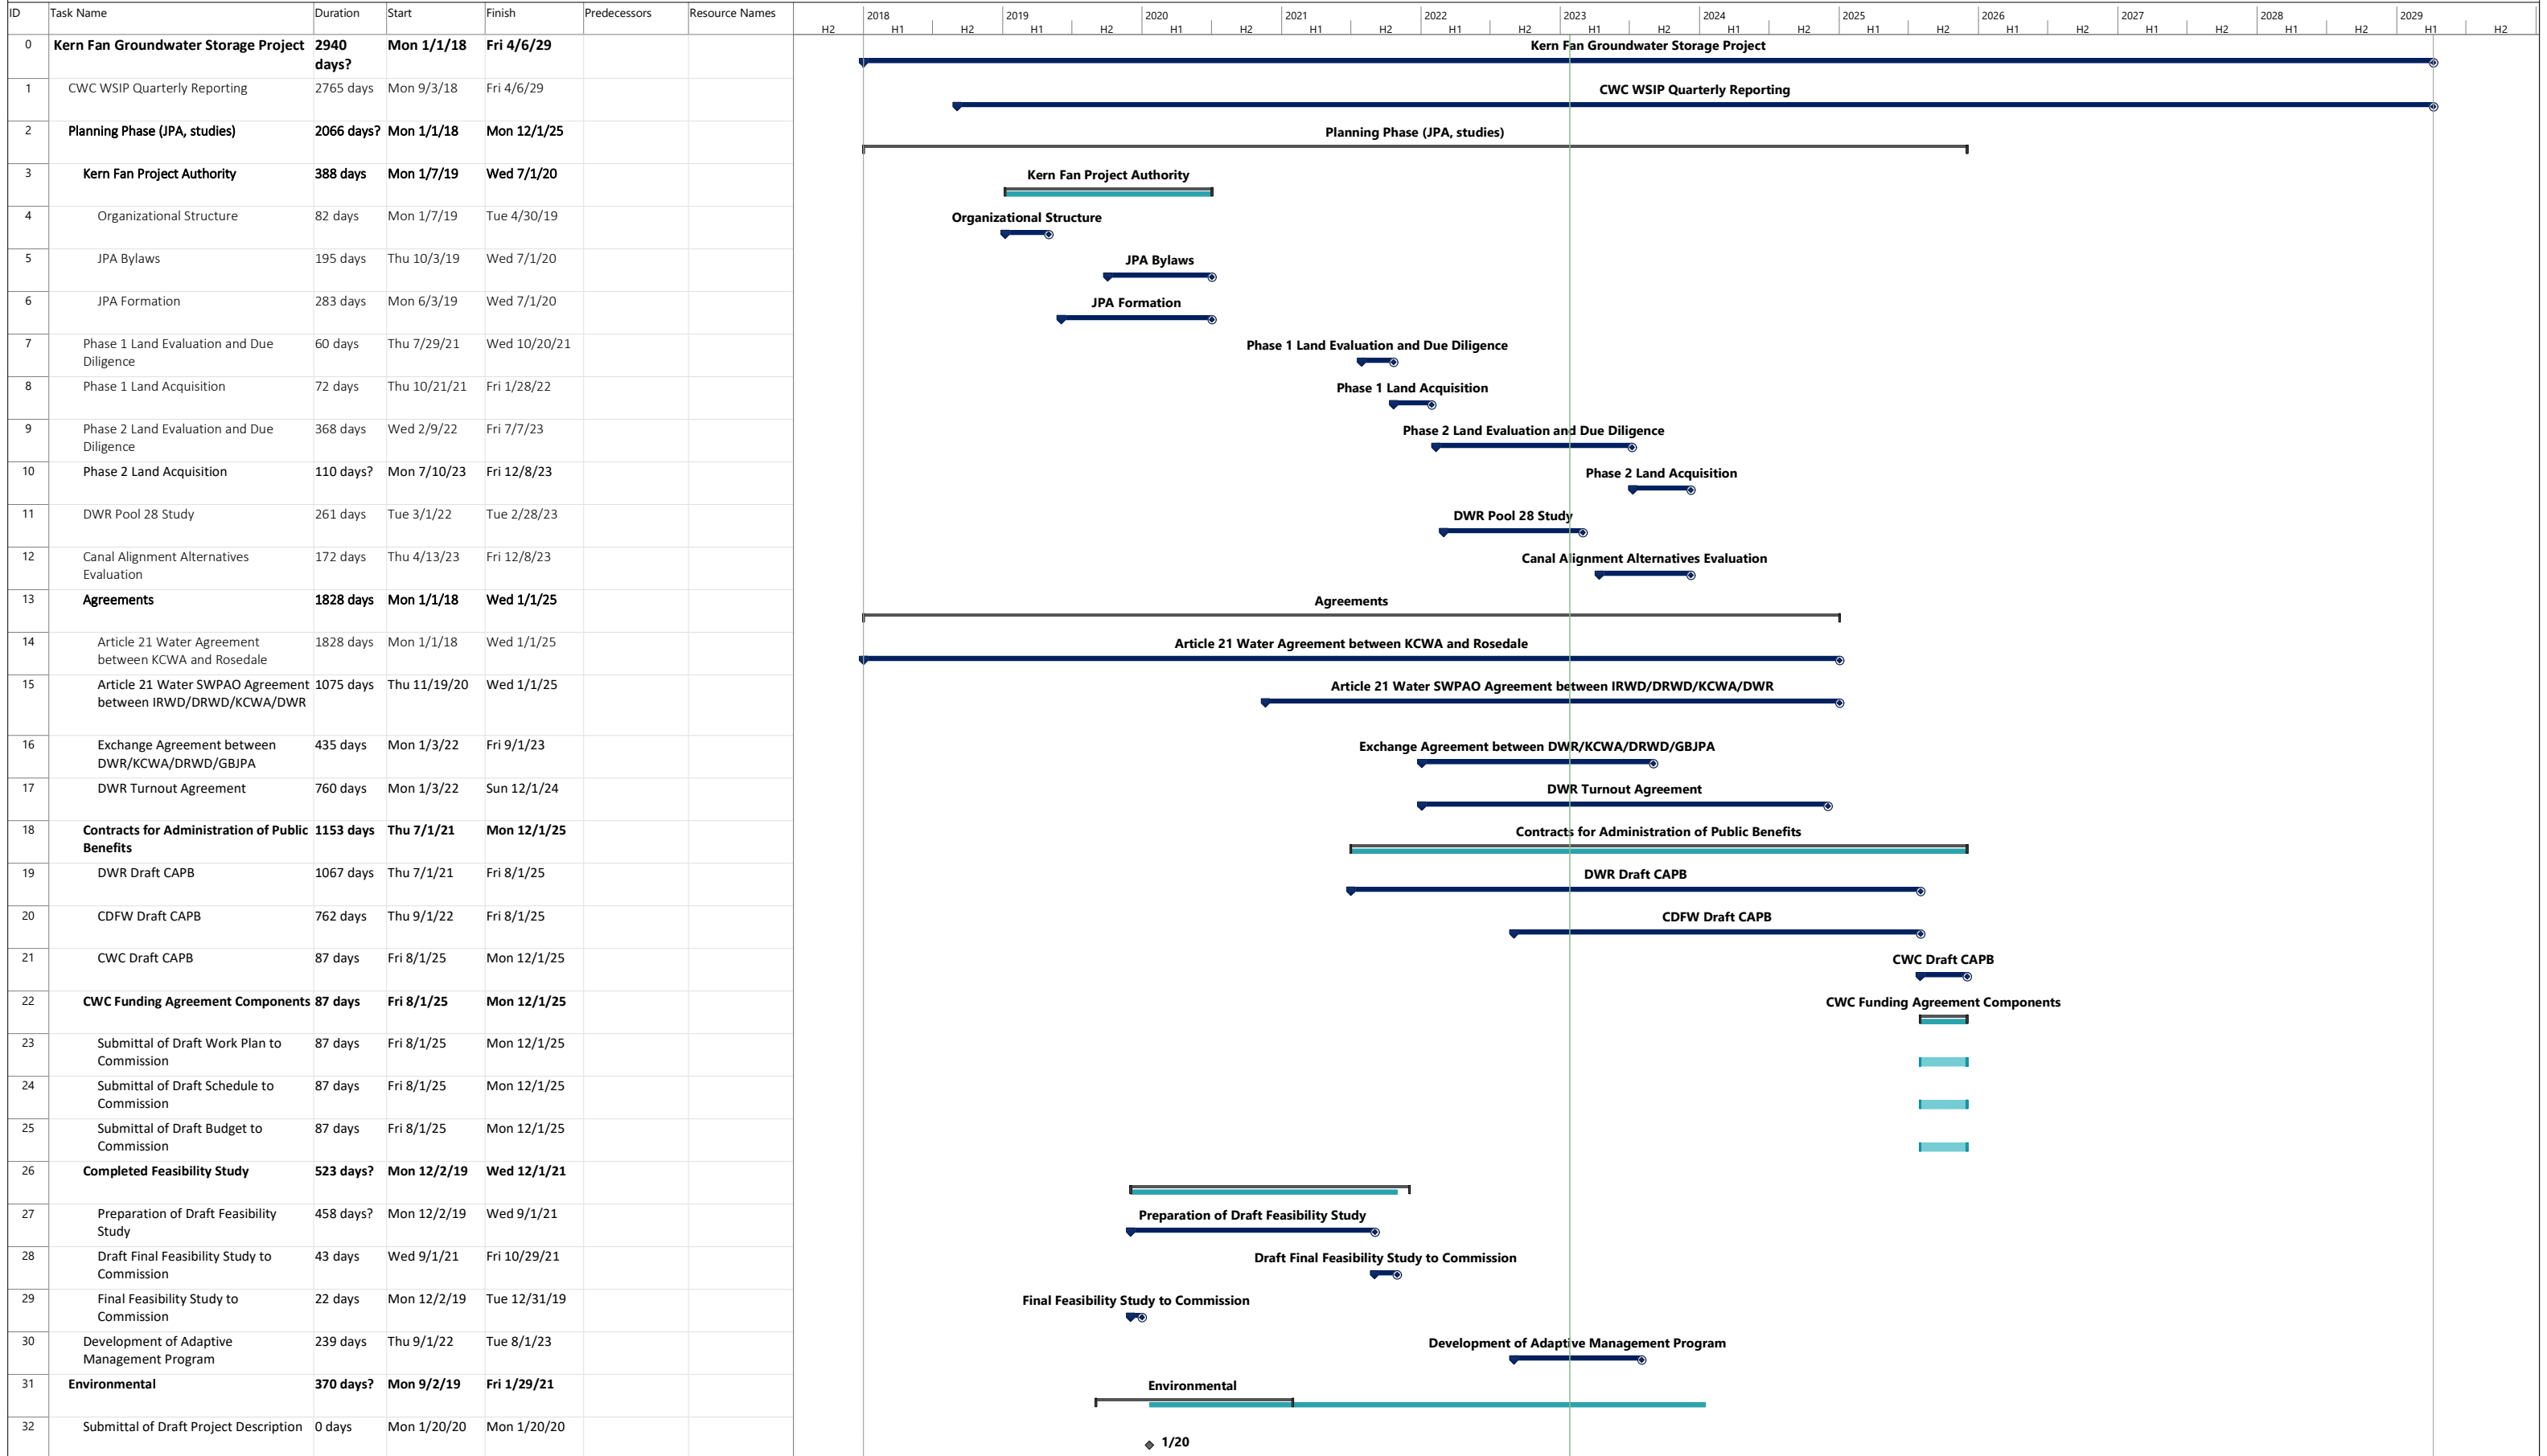 ID Task Name Duration Start Finish Predecessors Resource Names
2018 2019 2020 2021 2022 2023 2024 2025 2026 2027 2028 2029
H2 H1 H2 H1 H2 H1 H2 H1 H2 H1 H2 H1 H2 H1 H2 H1 H2 H1 H2 H1 H2 H1 H2 H1 H2
0 Kern Fan Groundwater Storage Project 2940 Mon 1/1/18 Fri 4/6/29 Kern Fan Groundwater Storage Project
days?
1 CWC WSIP Quarterly Reporting 2765 days Mon 9/3/18 Fri 4/6/29 CWC WSIP Quarterly Reporting
2 Planning Phase (JPA, studies) 2066 days? Mon 1/1/18 Mon 12/1/25 Planning Phase (JPA, studies)
3 Kern Fan Project Authority 388 days Mon 1/7/19 Wed 7/1/20 Kern Fan Project Authority
4 Organizational Structure 82 days Mon 1/7/19 Tue 4/30/19 Organizational Structure
5 JPA Bylaws 195 days Thu 10/3/19 Wed 7/1/20 JPA Bylaws
6 JPA Formation 283 days Mon 6/3/19 Wed 7/1/20 JPA Formation
7 Phase 1 Land Evaluation and Due 60 days Thu 7/29/21 Wed 10/20/21 Phase 1 Land Evaluation and Due Diligence
Diligence
8 Phase 1 Land Acquisition 72 days Thu 10/21/21 Fri 1/28/22 Phase 1 Land Acquisition
9 Phase 2 Land Evaluation and Due 368 days Wed 2/9/22 Fri 7/7/23 Phase 2 Land Evaluation and Due Diligence
Diligence
10 Phase 2 Land Acquisition 110 days? Mon 7/10/23 Fri 12/8/23 Phase 2 Land Acquisition
11 DWR Pool 28 Study 261 days Tue 3/1/22 Tue 2/28/23 DWR Pool 28 Study
12 Canal Alignment Alternatives 172 days Thu 4/13/23 Fri 12/8/23 Canal Alignment Alternatives Evaluation
Evaluation
13 Agreements 1828 days Mon 1/1/18 Wed 1/1/25 Agreements
14 Article 21 Water Agreement 1828 days Mon 1/1/18 Wed 1/1/25 Article 21 Water Agreement between KCWA and Rosedale
between KCWA and Rosedale
15 Article 21 Water SWPAO Agreement 1075 days Thu 11/19/20 Wed 1/1/25 Article 21 Water SWPAO Agreement between IRWD/DRWD/KCWA/DWR
between IRWD/DRWD/KCWA/DWR
16 Exchange Agreement between 435 days Mon 1/3/22 Fri 9/1/23 Exchange Agreement between DWR/KCWA/DRWD/GBJPA
DWR/KCWA/DRWD/GBJPA
17 DWR Turnout Agreement 760 days Mon 1/3/22 Sun 12/1/24 DWR Turnout Agreement
18 Contracts for Administration of Public 1153 days Thu 7/1/21 Mon 12/1/25 Contracts for Administration of Public Benefits
Benefits
19 DWR Draft CAPB 1067 days Thu 7/1/21 Fri 8/1/25 DWR Draft CAPB
20 CDFW Draft CAPB 762 days Thu 9/1/22 Fri 8/1/25 CDFW Draft CAPB
21 CWC Draft CAPB 87 days Fri 8/1/25 Mon 12/1/25 CWC Draft CAPB
22 CWC Funding Agreement Components 87 days Fri 8/1/25 Mon 12/1/25 CWC Funding Agreement Components
23 Submittal of Draft Work Plan to 87 days Fri 8/1/25 Mon 12/1/25
Commission
24 Submittal of Draft Schedule to 87 days Fri 8/1/25 Mon 12/1/25
Commission
25 Submittal of Draft Budget to 87 days Fri 8/1/25 Mon 12/1/25
Commission
26 Completed Feasibility Study 523 days? Mon 12/2/19 Wed 12/1/21
27 Preparation of Draft Feasibility 458 days? Mon 12/2/19 Wed 9/1/21 Preparation of Draft Feasibility Study
Study
28 Draft Final Feasibility Study to 43 days Wed 9/1/21 Fri 10/29/21 Draft Final Feasibility Study to Commission
Commission
29 Final Feasibility Study to 22 days Mon 12/2/19 Tue 12/31/19 Final Feasibility Study to Commission
Commission
30 Development of Adaptive 239 days Thu 9/1/22 Tue 8/1/23 Development of Adaptive Management Program
Management Program
31 Environmental 370 days? Mon 9/2/19 Fri 1/29/21 Environmental
32 Submittal of Draft Project Description 0 days Mon 1/20/20 Mon 1/20/20
1/20